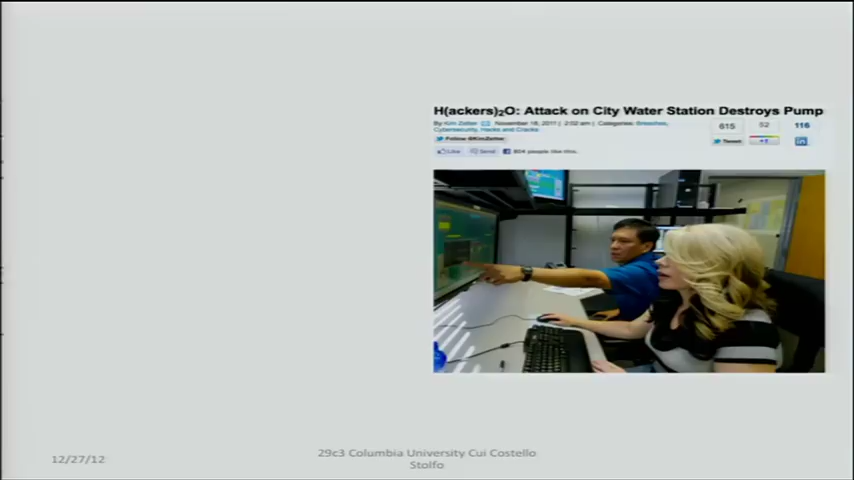 H(ackers)₂O: Attack on City Water Station Destroys Pump
By Kim Zetter November 18, 2011 | 2:02 am | Categories: Breaches,
Cybersecurity, Hacks and Cracks
Follow @KimZetter
Like Send 804 people like this.
615 52 116
Tweet +1 in
12/27/12
29c3 Columbia University Cui Costello
Stolfo